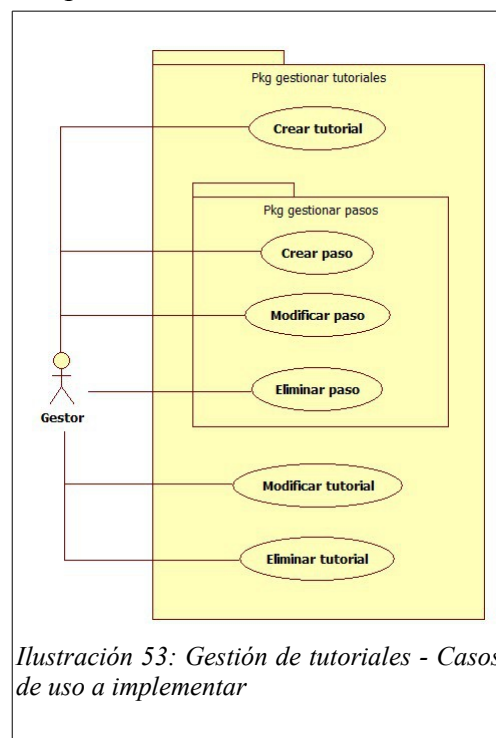 Pkg gestionar tutoriales
Crear tutorial
Pkg gestionar pasos
Crear paso
Modificar paso
Eliminar paso
Gestor
Modificar tutorial
Eliminar tutorial
Ilustración 53: Gestión de tutoriales - Casos
de uso a implementar